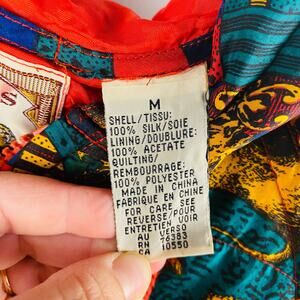 S
M
SHELL/TISSU:
100% SILK/SOIE
LINING/DOUBLURE:
100% ACETATE
QUILTING/
REMBOURRAGE:
100% POLYESTER
MADE IN CHINA
FABRIQUE EN CHINE
FOR CARE SEE
REVERSE/POUR
ENTRETIEN VOIR
AU VERSO
RN 76383
CA 10550